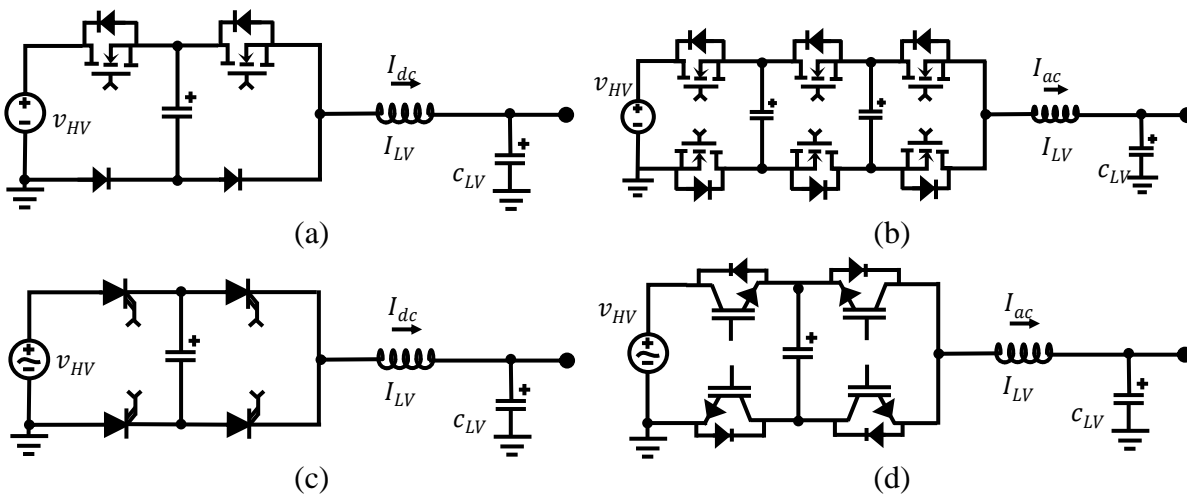 I_dc
v_HV
I_LV
c_LV
(a)
I_ac
v_HV
I_LV
c_LV
(b)
I_dc
v_HV
I_LV
c_LV
(c)
I_ac
v_HV
I_LV
c_LV
(d)